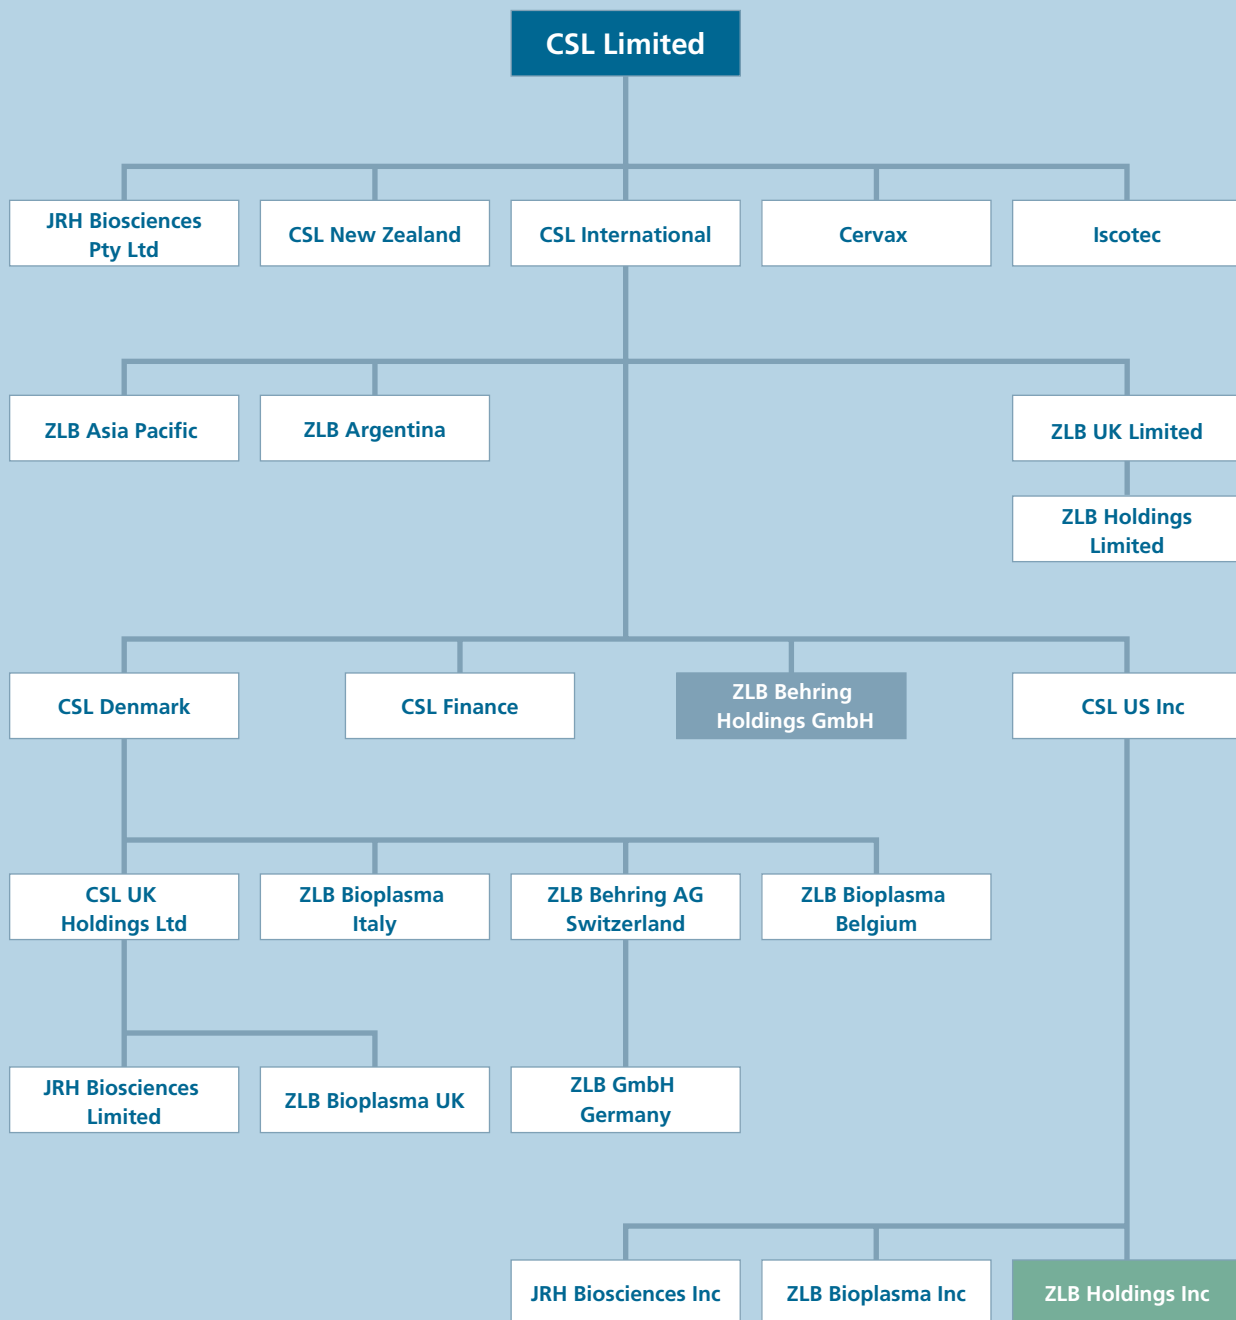 CSL Limited
JRH Biosciences
Pty Ltd
CSL New Zealand
CSL International
Cervax
Iscotec
ZLB Asia Pacific
ZLB Argentina
ZLB UK Limited
ZLB Holdings
Limited
CSL Denmark
CSL Finance
ZLB Behring
Holdings GmbH
CSL US Inc
CSL UK
Holdings Ltd
ZLB Bioplasma
Italy
ZLB Behring AG
Switzerland
ZLB Bioplasma
Belgium
JRH Biosciences
Limited
ZLB Bioplasma UK
ZLB GmbH
Germany
JRH Biosciences Inc
ZLB Bioplasma Inc
ZLB Holdings Inc